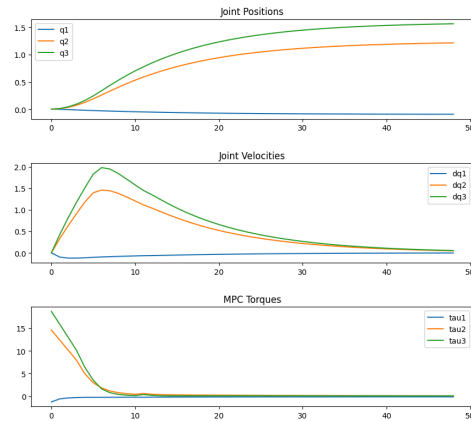 Joint Positions
1.5
1.0
0.5
0.0
q1
q2
q3
0 10 20 30 40 50
Joint Velocities
2.0
1.5
1.0
0.5
0.0
dq1
dq2
dq3
0 10 20 30 40 50
MPC Torques
15
10
5
0
tau1
tau2
tau3
0 10 20 30 40 50